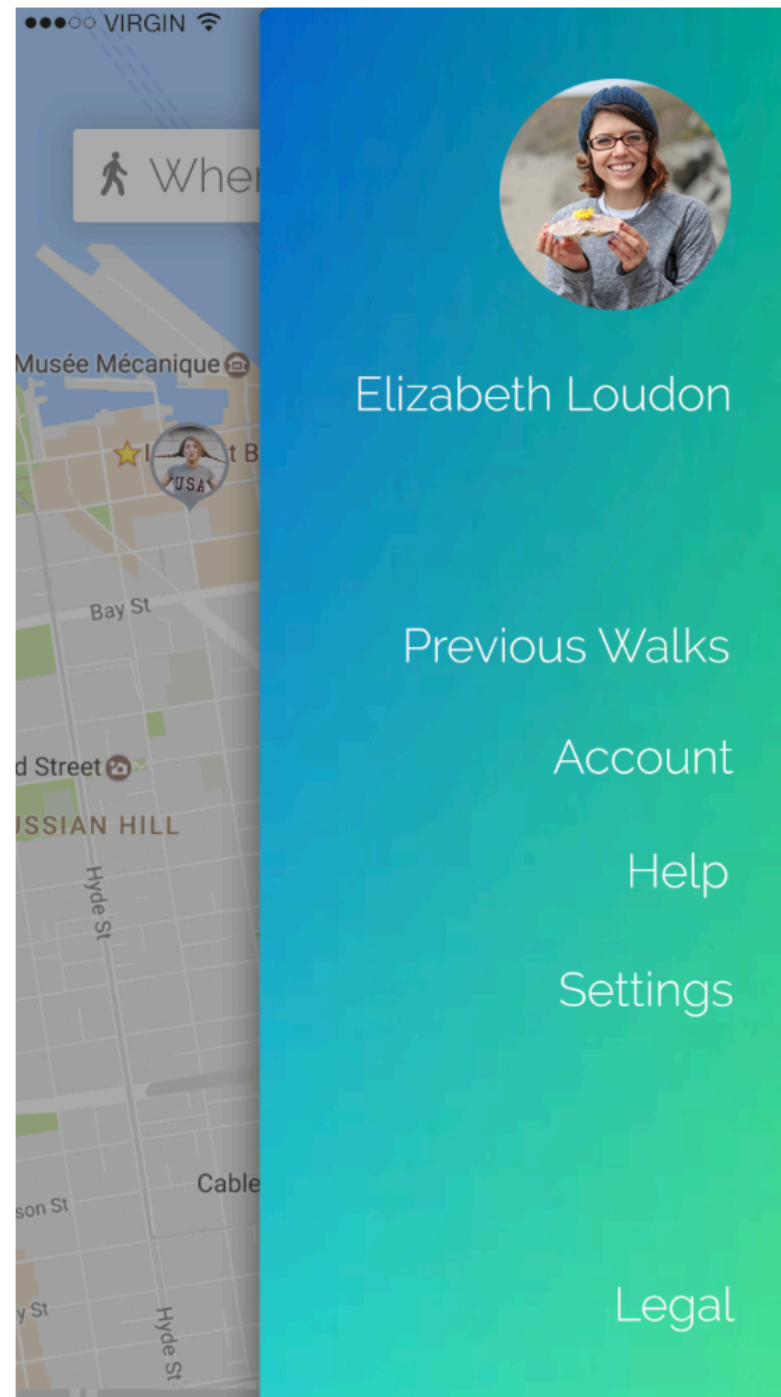 VIRGIN
Wher
Musée Mécanique
t B
USA
Bay St
d Street
USSIAN HILL
Hyde St
Cable
son St
y St
Hyde St
Elizabeth Loudon
Previous Walks
Account
Help
Settings
Legal